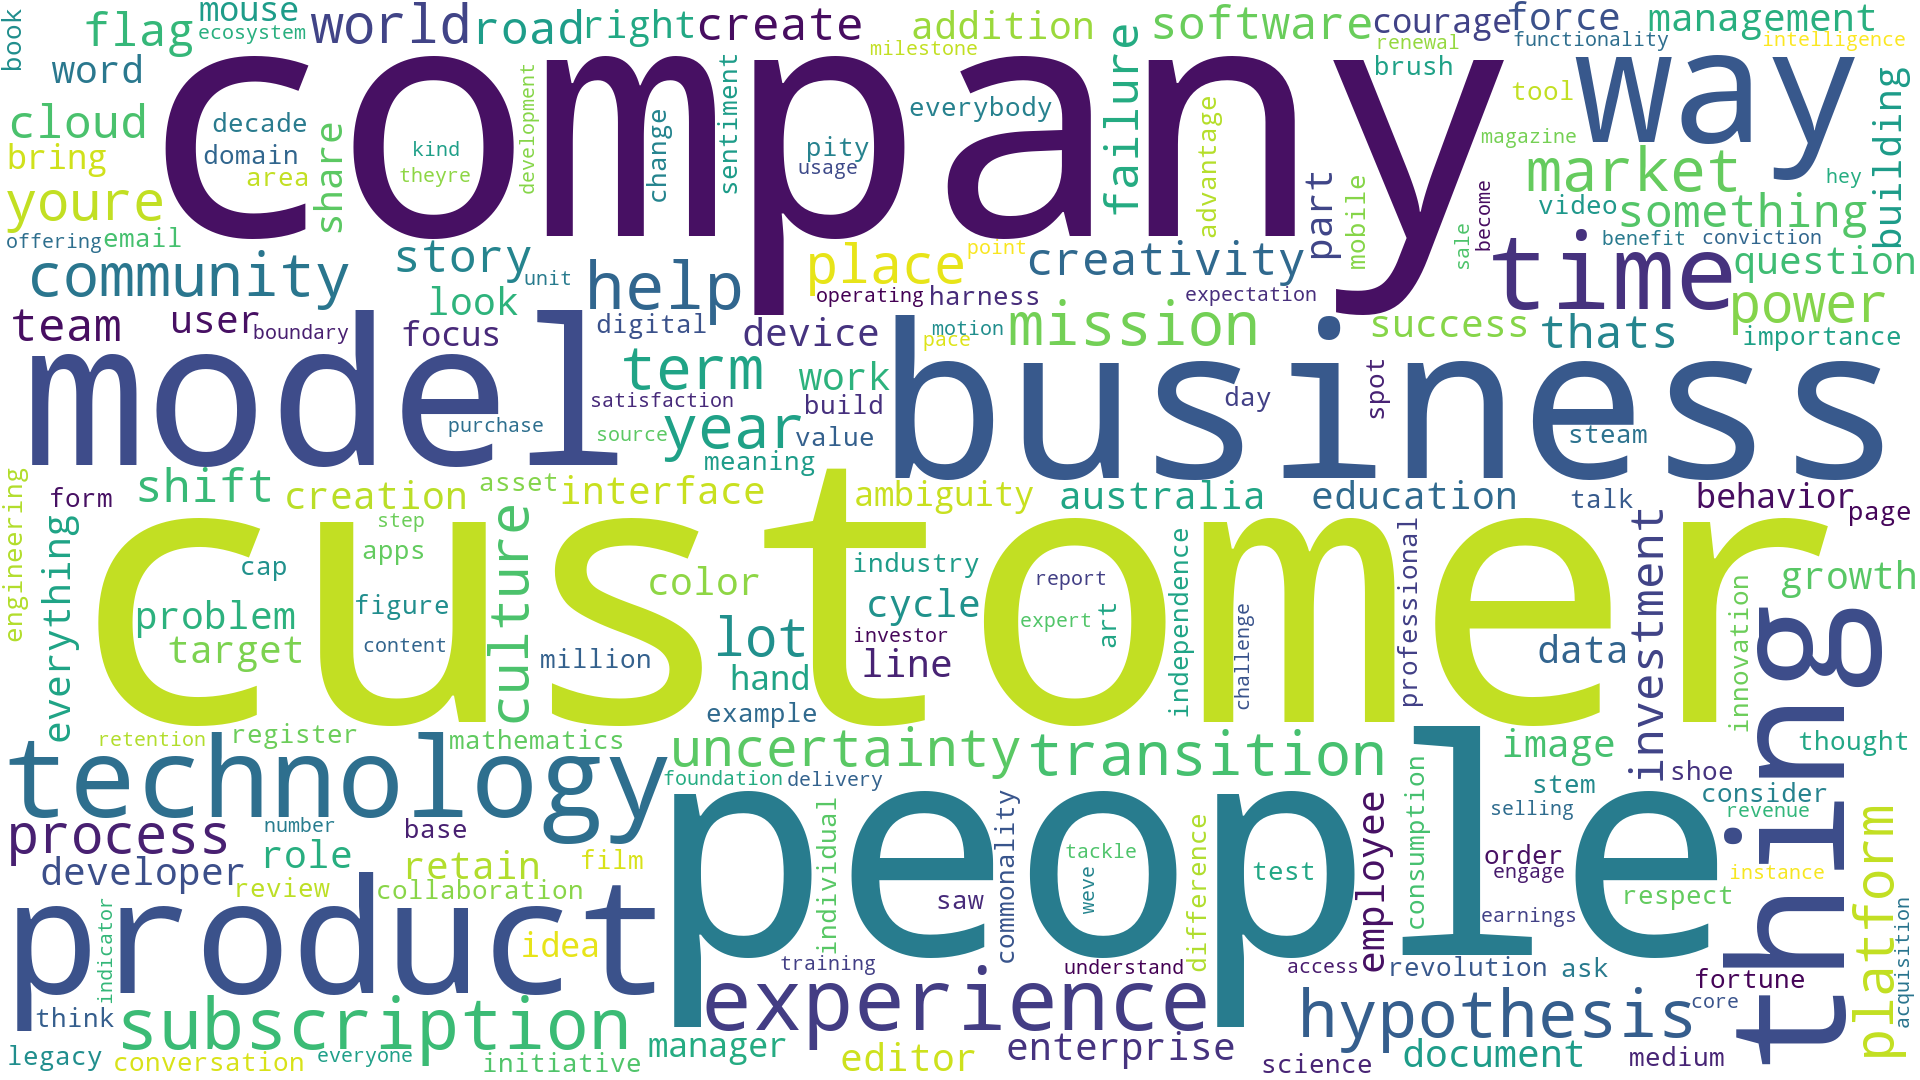 book
flag
mouse
ecosystem
world
road
right
create
addition
milestone
software
courage
renewal
brush
force
functionality
management
intelligence
word
company
way
cloud
decade
domain
area
bring
share
kind
theyre
development
change
sentiment
pity
usage
everybody
advantage
failure
tool
magazine
market
building
hey
youre
offering
email
part
mobile
sale
become
video
something
benefit
conviction
community
story
look
unit
help
place
point
operating
harness
creativity
expectation
time
question
power
importance
team
user
boundary
focus
digital
device
motion
pace
mission
success
thats
model
purchase
term
satisfaction
source
work
build
year
value
meaning
business
day
spot
steam
engineering
form
shift
creation
asset
interface
ambiguity
australia
education
talk
behavior
page
everything
customer
step
apps
cap
figure
content
problem
target
culture
color
million
lot
hand
example
industry
cycle
investor
line
report
expert
art
independence
challenge
professional
data
investment
innovation
growth
thing
retention
register
mathematics
technology
uncertainty
foundation
delivery
transition
image
stem
selling
shoe
consider
thought
revenue
process
number
base
developer
role
retain
film
review
collaboration
individual
people
commonality
saw
tackle
weve
difference
test
employee
consumption
order
engage
earnings
respect
instance
platform
acquisition
product
indicator
idea
training
understand
access
revolution
ask
fortune
core
think
subscription
experience
hypothesis
legacy
conversation
everyone
initiative
manager
editor
enterprise
science
document
medium